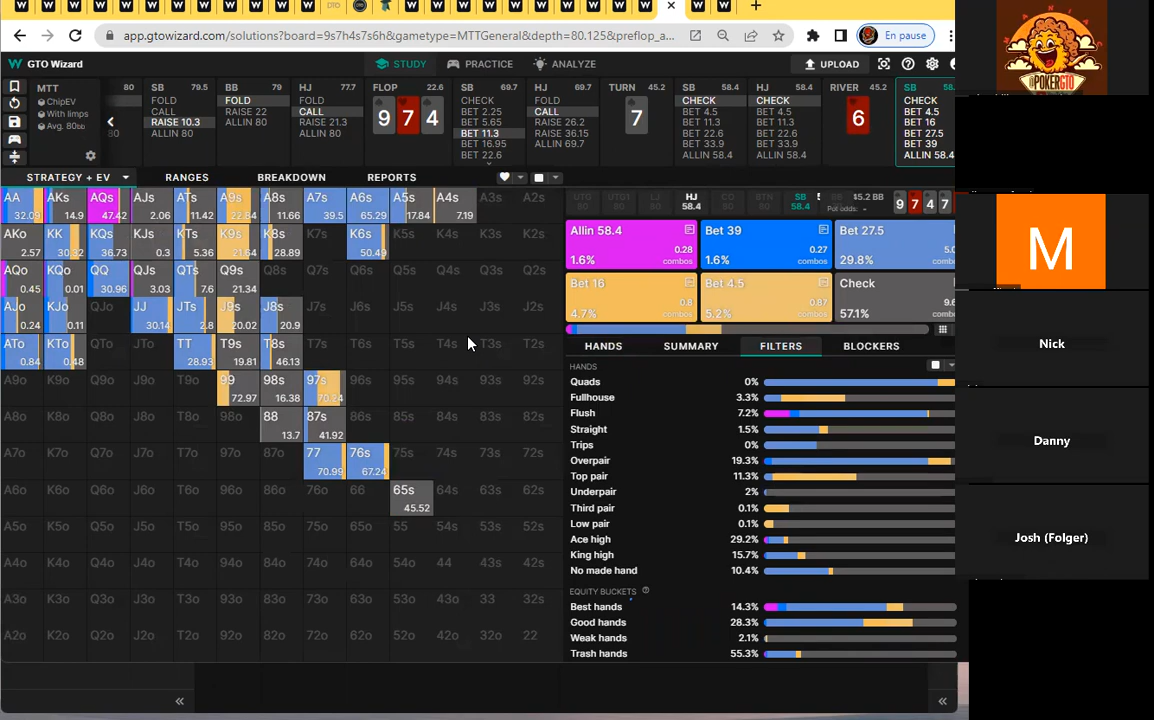 app.gtowizard.com/solutions?board=9s7h4s7s6h&gametype=MTTGeneral&depth=80.125&preflop_a...
En pause
GTO Wizard
STUDY
PRACTICE
ANALYZE
UPLOAD
MTT 80
ChipEV
With limps
Avg. 80bb
SB 79.5
FOLD
CALL
RAISE 10.3
ALLIN 80
BB 79
FOLD
RAISE 22
ALLIN 80
HJ 77.7
FOLD
CALL
RAISE 21.3
ALLIN 80
FLOP 22.6
9 7 4
SB 69.7
CHECK
BET 2.25
BET 5.65
BET 11.3
BET 16.95
BET 22.6
HJ 69.7
FOLD
CALL
RAISE 26.2
RAISE 36.15
ALLIN 69.7
TURN 45.2
7
SB 58.4
CHECK
BET 4.5
BET 11.3
BET 22.6
BET 33.9
ALLIN 58.4
HJ 58.4
CHECK
BET 4.5
BET 11.3
BET 22.6
BET 33.9
ALLIN 58.4
RIVER 45.2
6
SB 58.
CHECK
BET 4.5
BET 16
BET 27.5
BET 39
ALLIN 58.4
STRATEGY + EV
RANGES
BREAKDOWN
REPORTS
AA AKs AQs AJs ATs A9s A8s A7s A6s A5s A4s A3s A2s
32.09 14.9 47.42 2.06 11.42 22.84 11.66 39.5 65.29 17.84 7.19
AKo KK KQs KJs KTs K9s K8s K7s K6s K5s K4s K3s K2s
2.57 30.32 36.73 0.3 5.36 21.64 28.89 50.49
AQo KQo QQ QJs QTs Q9s Q8s Q7s Q6s Q5s Q4s Q3s Q2s
0.45 0.01 30.96 3.03 7.6 21.34
AJo KJo QJo JJ JTs J9s J8s J7s J6s J5s J4s J3s J2s
0.24 0.11 30.14 2.8 20.02 20.9
ATo KTo QTo JTo TT T9s T8s T7s T6s T5s T4s T3s T2s
0.84 0.48 28.93 19.81 46.13
A9o K9o Q9o J9o T9o 99 98s 97s 96s 95s 94s 93s 92s
72.97 16.38 70.24
A8o K8o Q8o J8o T8o 98o 88 87s 86s 85s 84s 83s 82s
13.7 41.92
A7o K7o Q7o J7o T7o 97o 87o 77 76s 75s 74s 73s 72s
70.99 67.24
A6o K6o Q6o J6o T6o 96o 86o 76o 66 65s 64s 63s 62s
45.52
A5o K5o Q5o J5o T5o 95o 85o 75o 65o 55 54s 53s 52s
A4o K4o Q4o J4o T4o 94o 84o 74o 64o 54o 44 43s 42s
A3o K3o Q3o J3o T3o 93o 83o 73o 63o 53o 43o 33 32s
A2o K2o Q2o J2o T2o 92o 82o 72o 62o 52o 42o 32o 22
UTG UTG LJ HJ CO BTN SB BB
58.4 58.4
15.2 BB
Pot odds: -
9 7 4 7
Allin 58.4
1.6%
0.28
combos
Bet 39
1.6%
0.27
combos
Bet 27.5
29.8%
5.0
combos
Bet 16
4.7%
0.8
combos
Bet 4.5
5.2%
0.87
combos
Check
57.1%
9.6
combos
HANDS
SUMMARY
FILTERS
BLOCKERS
HANDS
Quads 0%
Fullhouse 3.3%
Flush 7.2%
Straight 1.5%
Trips 0%
Overpair 19.3%
Top pair 11.3%
Underpair 2%
Third pair 0.1%
Low pair 0.1%
Ace high 29.2%
King high 15.7%
No made hand 10.4%
EQUITY BUCKETS
Best hands 14.3%
Good hands 28.3%
Weak hands 2.1%
Trash hands 55.3%
@POKERGTO
M
Nick
Danny
Josh (Folger)